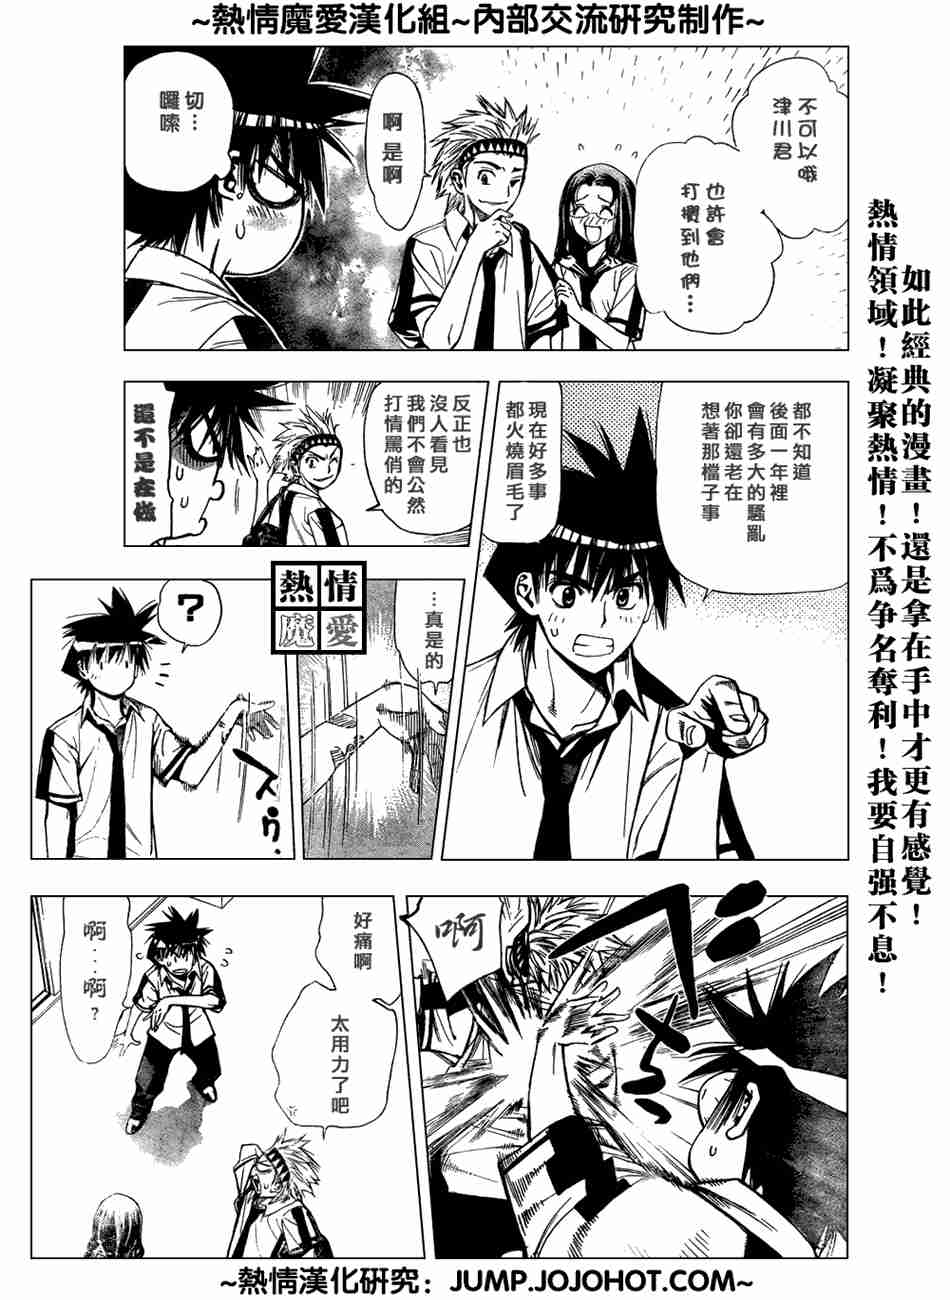 ~熱情魔愛漢化組~內部交流研究制作~
不可以哦
津川君
也許會
打攪到他們…
啊是啊
切…
囉嗦
都不知道
後面一年裡
會有多大的騷亂
你卻還老在
想著那檔子事
現在好多事
都火燒眉毛了
反正也
沒人看見
我們不會公然
打情罵俏的
還不是在做
…真是的
?
スッ
啊
好痛啊
太用力了吧
啊…啊?
熱情
魔愛
如此經典的漫畫！還是拿在手中才更有感覺！
熱情領域！凝聚熱情！不爲争名奪利！我要自强不息！
~熱情漢化研究：JUMP.JOJOHOT.COM~